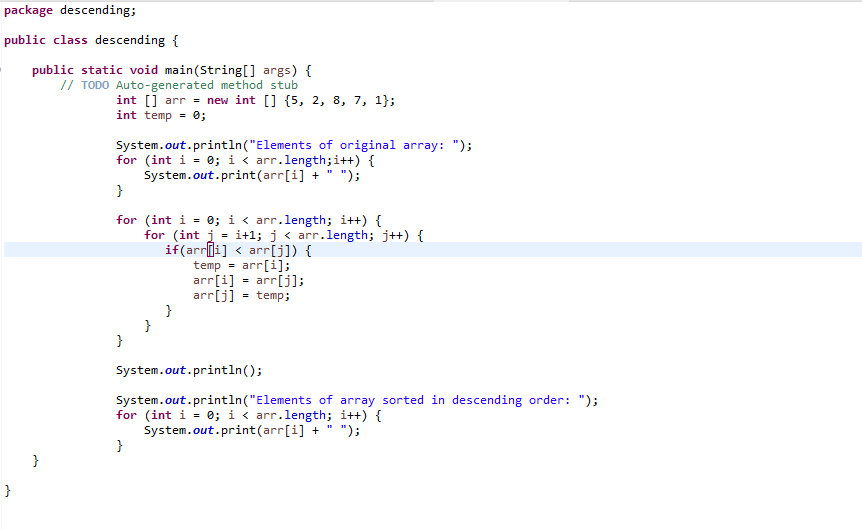 package descending;
public class descending {
public static void main(String[] args) {
// TODO Auto-generated method stub
int [] arr = new int [] {5, 2, 8, 7, 1};
int temp = 0;
System.out.println("Elements of original array: ");
for (int i = 0; i < arr.length;i++) {
System.out.print(arr[i] + " ");
}
for (int i = 0; i < arr.length; i++) {
for (int j = i+1; j < arr.length; j++) {
if(arr[i] < arr[j]) {
temp = arr[i];
arr[i] = arr[j];
arr[j] = temp;
}
}
}
System.out.println();
System.out.println("Elements of array sorted in descending order: ");
for (int i = 0; i < arr.length; i++) {
System.out.print(arr[i] + " ");
}
}
}